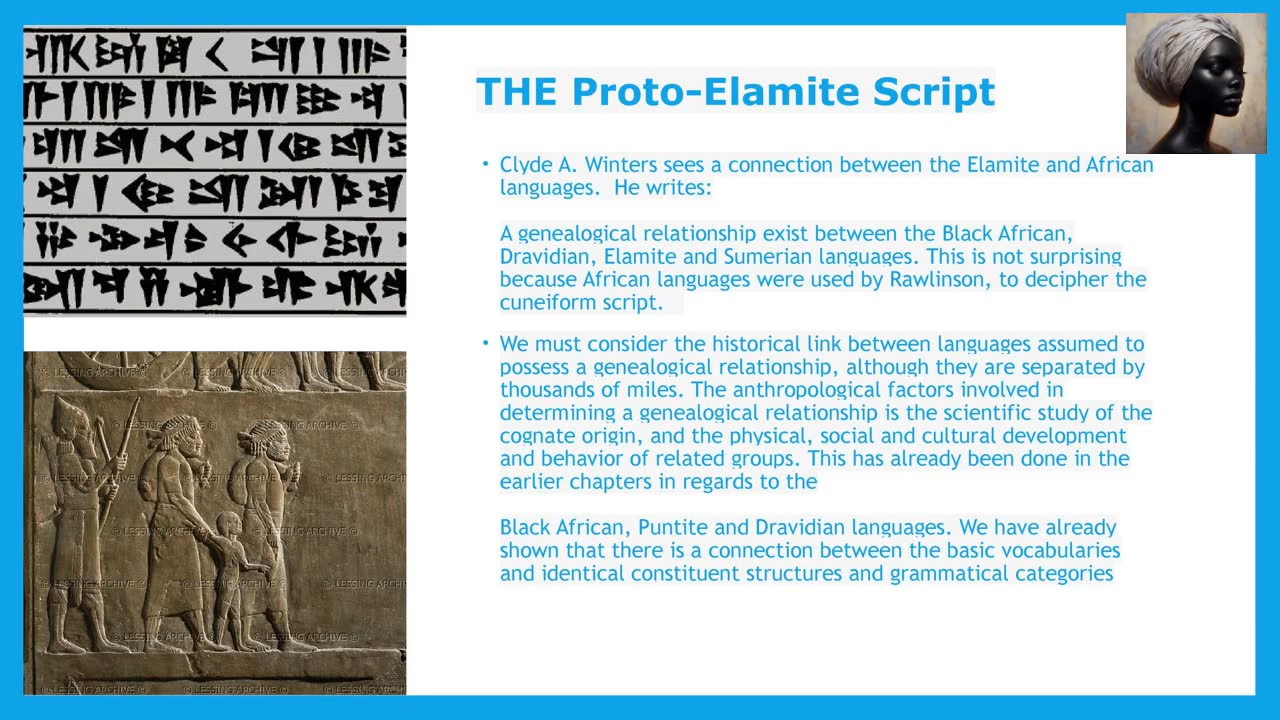 THE Proto-Elamite Script
• Clyde A. Winters sees a connection between the Elamite and African
languages.  He writes:
A genealogical relationship exist between the Black African,
Dravidian, Elamite and Sumerian languages. This is not surprising
because African languages were used by Rawlinson, to decipher the
cuneiform script.
• We must consider the historical link between languages assumed to
possess a genealogical relationship, although they are separated by
thousands of miles. The anthropological factors involved in
determining a genealogical relationship is the scientific study of the
cognate origin, and the physical, social and cultural development
and behavior of related groups. This has already been done in the
earlier chapters in regards to the
Black African, Puntite and Dravidian languages. We have already
shown that there is a connection between the basic vocabularies
and identical constituent structures and grammatical categories
© LESSING ARCHIVE ©